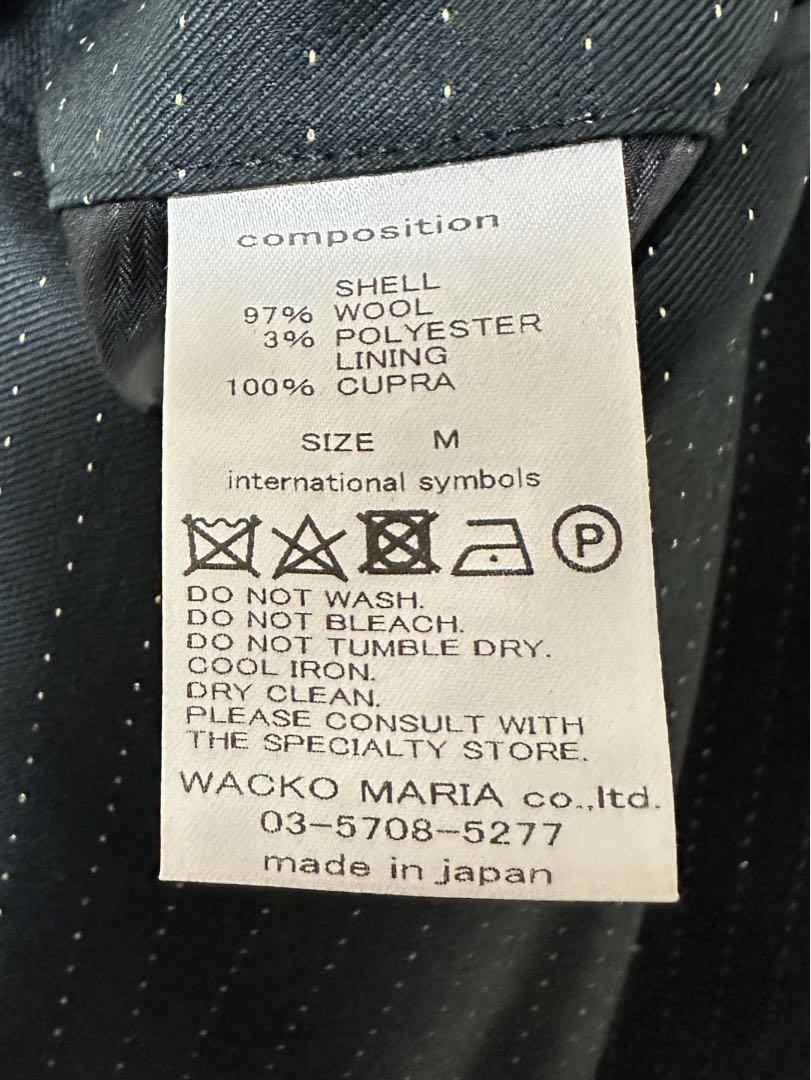 composition
SHELL
97% WOOL
3% POLYESTER
LINING
100% CUPRA
SIZE M
international symbols
P
DO NOT WASH.
DO NOT BLEACH.
DO NOT TUMBLE DRY.
COOL IRON.
DRY CLEAN.
PLEASE CONSULT WITH
THE SPECIALTY STORE.
WACKO MARIA co.,ltd.
03-5708-5277
made in japan